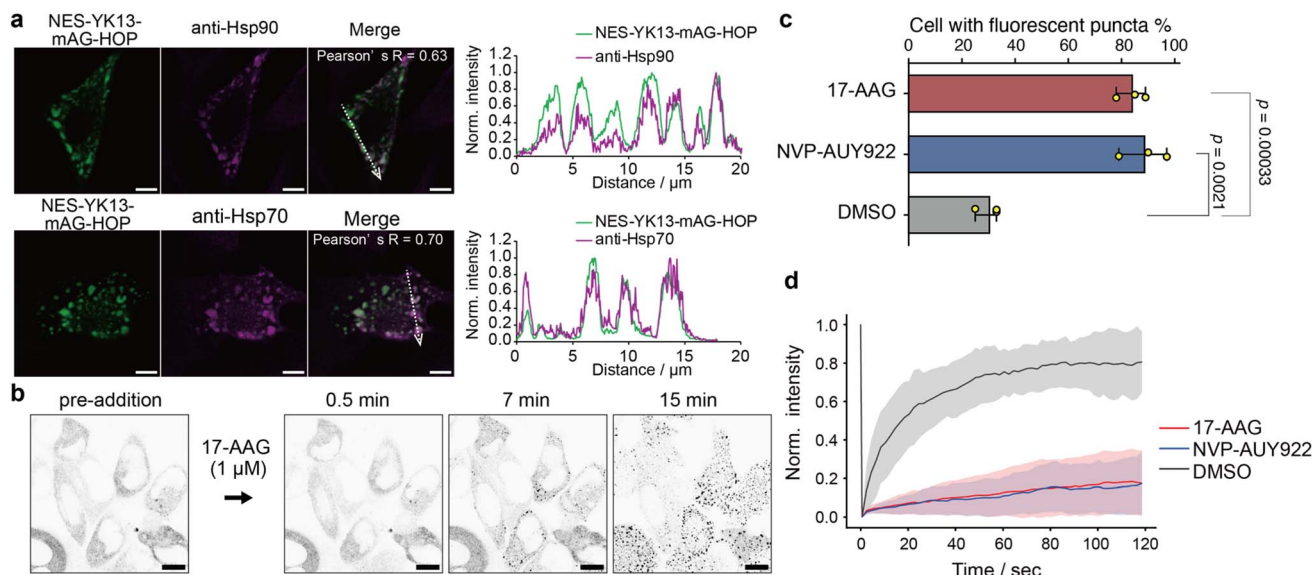 a
NES-YK13-
mAG-HOP
anti-Hsp90
Merge
Pearson' s R = 0.63
NES-YK13-mAG-HOP
anti-Hsp90
Norm. intensity
1.2
1.0
0.8
0.6
0.4
0.2
0
0
5
10
15
20
Distance / μm
NES-YK13-
mAG-HOP
anti-Hsp70
Merge
Pearson' s R = 0.70
NES-YK13-mAG-HOP
anti-Hsp70
Norm. intensity
1.2
1.0
0.8
0.6
0.4
0.2
0
0
5
10
15
20
Distance / μm
b
pre-addition
17-AAG
(1 μM)
0.5 min
7 min
15 min
c
Cell with fluorescent puncta %
0
20
40
60
80
100
17-AAG
NVP-AUY922
DMSO
p = 0.0021
p = 0.00033
d
Norm. intensity
1.0
0.8
0.6
0.4
0.2
0.0
0
20
40
60
80
100
120
Time / sec
17-AAG
NVP-AUY922
DMSO